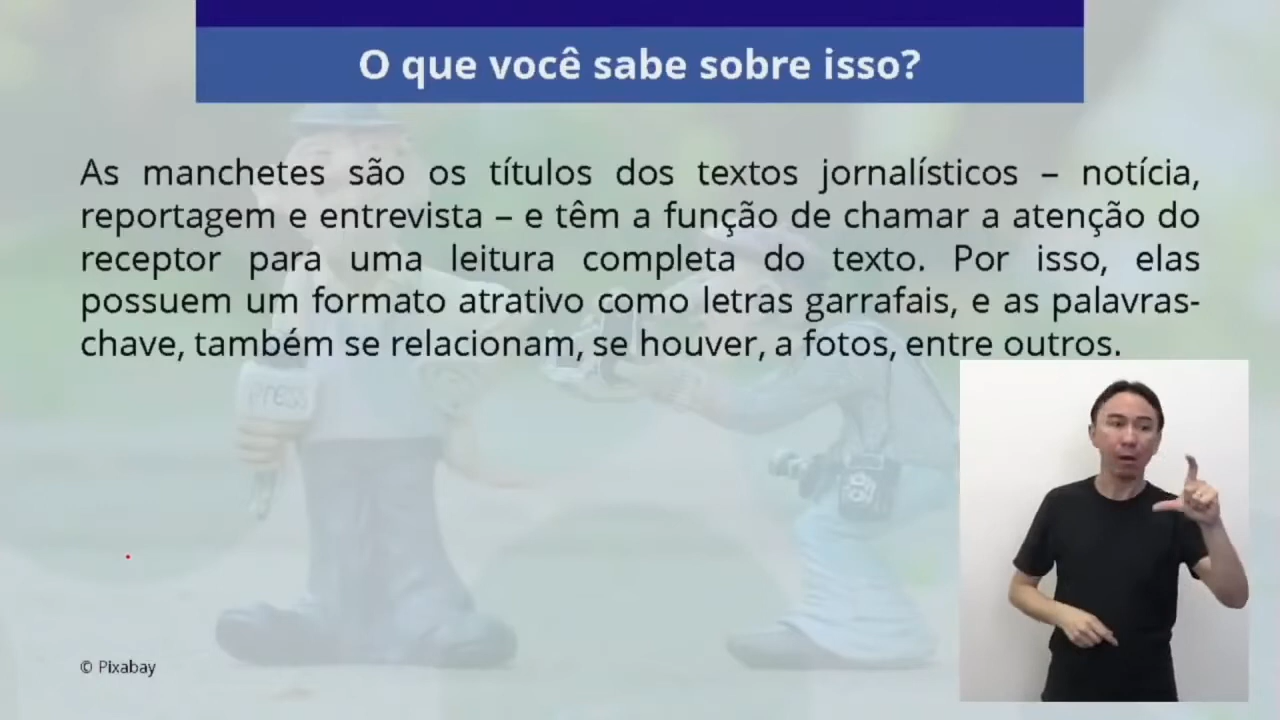 O que você sabe sobre isso?
As manchetes são os títulos dos textos jornalísticos – notícia,
reportagem e entrevista – e têm a função de chamar a atenção do
receptor para uma leitura completa do texto. Por isso, elas
possuem um formato atrativo como letras garrafais, e as palavras-
chave, também se relacionam, se houver, a fotos, entre outros.
Press
© Pixabay